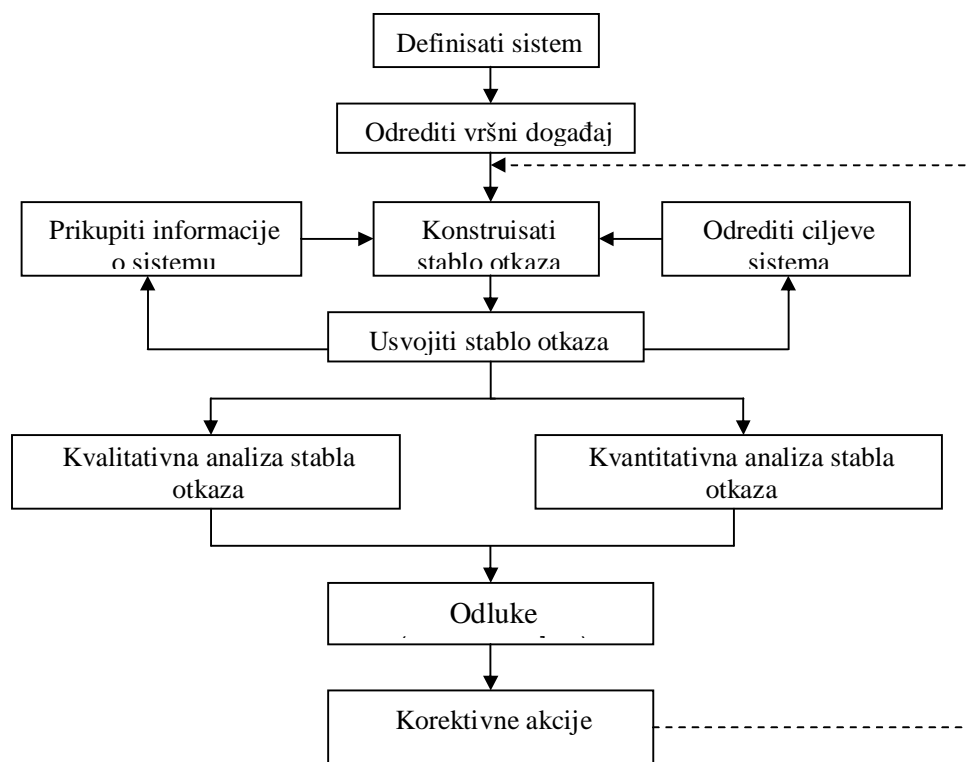 Definisati sistem
Odrediti vršni događaj
Prikupiti informacije
o sistemu
Konstruisati
stablo otkaza
Odrediti ciljeve
sistema
Usvojiti stablo otkaza
Kvalitativna analiza stabla
otkaza
Kvantitativna analiza stabla
otkaza
Odluke
Korektivne akcije